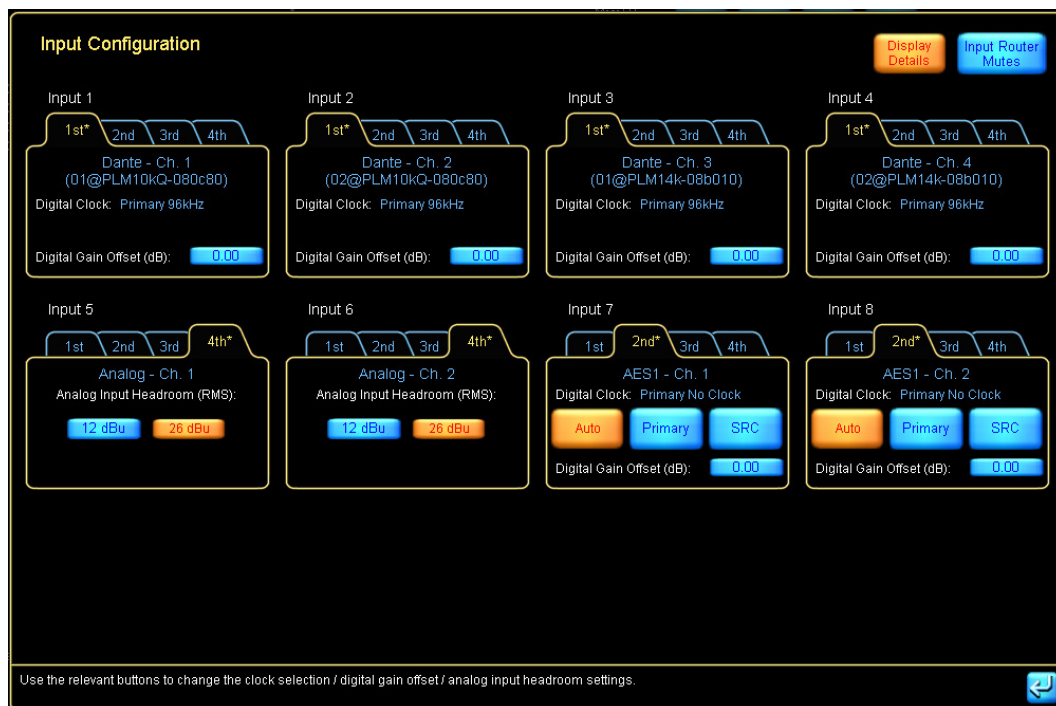 Input Configuration
Display
Details
Input Router
Mutes
Input 1
1st*
2nd
3rd
4th
Dante - Ch. 1
(01@PLM10kQ-080c80)
Digital Clock: Primary 96kHz
Digital Gain Offset (dB): 0.00
Input 2
1st*
2nd
3rd
4th
Dante - Ch. 2
(02@PLM10kQ-080c80)
Digital Clock: Primary 96kHz
Digital Gain Offset (dB): 0.00
Input 3
1st*
2nd
3rd
4th
Dante - Ch. 3
(01@PLM14k-08b010)
Digital Clock: Primary 96kHz
Digital Gain Offset (dB): 0.00
Input 4
1st*
2nd
3rd
4th
Dante - Ch. 4
(02@PLM14k-08b010)
Digital Clock: Primary 96kHz
Digital Gain Offset (dB): 0.00
Input 5
1st
2nd
3rd
4th*
Analog - Ch. 1
Analog Input Headroom (RMS):
12 dBu
26 dBu
Input 6
1st
2nd
3rd
4th*
Analog - Ch. 2
Analog Input Headroom (RMS):
12 dBu
26 dBu
Input 7
1st
2nd*
3rd
4th
AES1 - Ch. 1
Digital Clock: Primary No Clock
Auto
Primary
SRC
Digital Gain Offset (dB): 0.00
Input 8
1st
2nd*
3rd
4th
AES1 - Ch. 2
Digital Clock: Primary No Clock
Auto
Primary
SRC
Digital Gain Offset (dB): 0.00
Use the relevant buttons to change the clock selection / digital gain offset / analog input headroom settings.